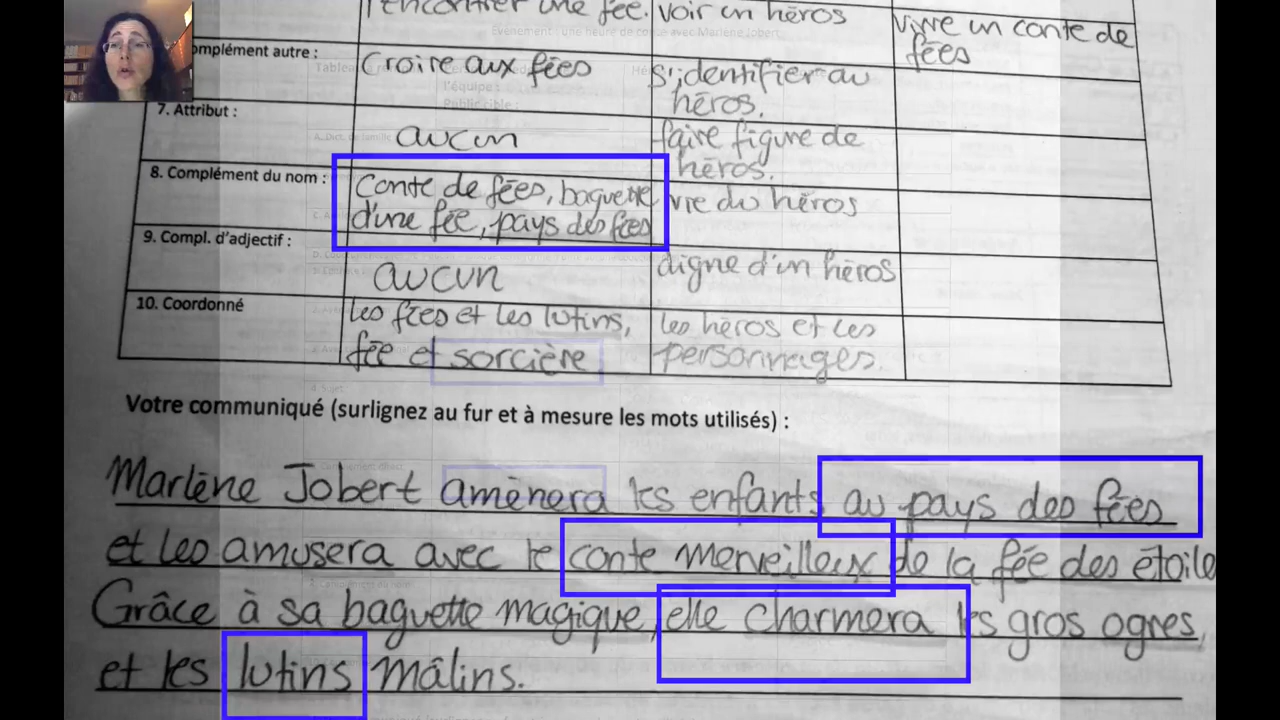 rencontrer une fée. voir un héros vivre un conte de
fées
omplément autre : Croire aux fées s'identifier au
héros.
7. Attribut : aucun faire figure de
héros.
8. Complément du nom : Conte de fées, baguette vie du héros
d'une fée, pays des fées
9. Compl. d'adjectif : aucun digne d'un héros
10. Coordonné les fées et les lutins, les héros et les
fée et sorcière personnages.
Votre communiqué (surlignez au fur et à mesure les mots utilisés) :
Marlène Jobert amènera les enfants au pays des fées
et les amusera avec le conte merveilleux de la fée des étoile
Grâce à sa baguette magique, elle charmera les gros ogres,
et les lutins mâlins.